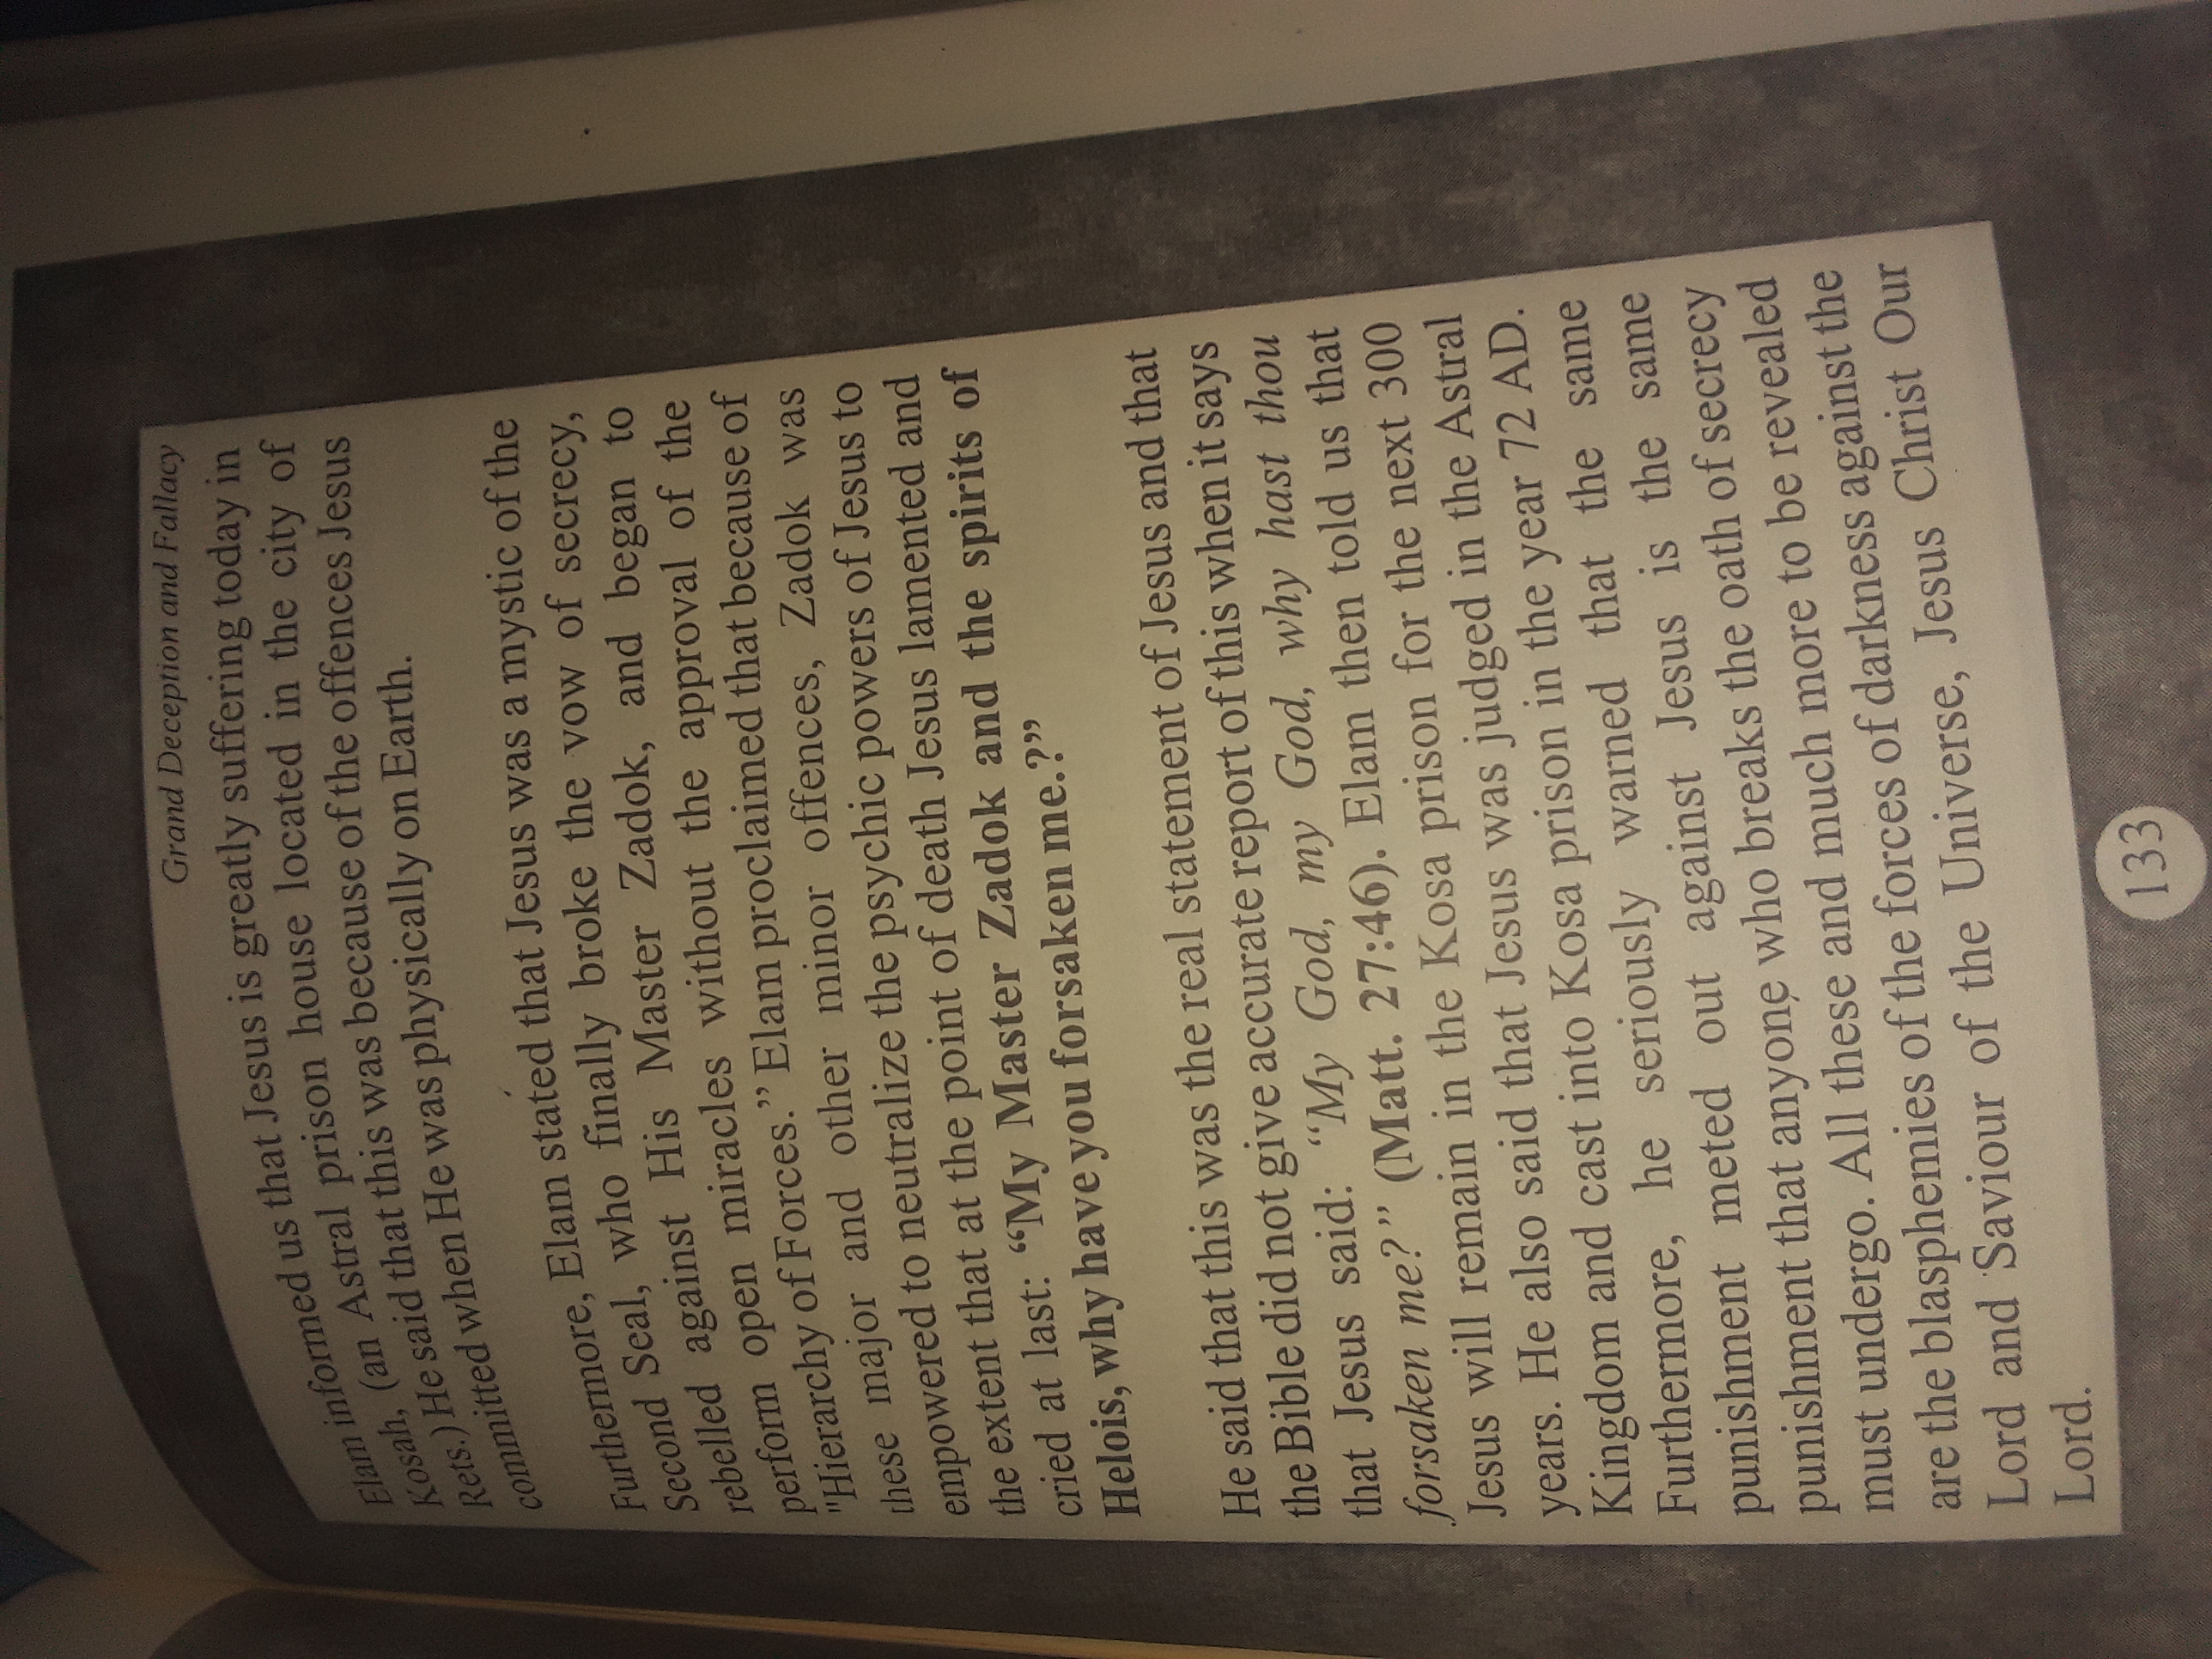 Grand Deception and Fallacy
Elam informed us that Jesus is greatly suffering today in
Kosah, (an Astral prison house located in the city of
Rets.) He said that this was because of the offences Jesus
committed when He was physically on Earth.
Furthermore, Elam stated that Jesus was a mystic of the
Second Seal, who finally broke the vow of secrecy,
rebelled against His Master Zadok, and began to
perform open miracles without the approval of the
"Hierarchy of Forces.” Elam proclaimed that because of
these major and other minor offences, Zadok was
empowered to neutralize the psychic powers of Jesus to
the extent that at the point of death Jesus lamented and
cried at last: “My Master Zadok and the spirits of
Helois, why have you forsaken me.?”
He said that this was the real statement of Jesus and that
the Bible did not give accurate report of this when it says
that Jesus said: “My God, my God, why hast thou
forsaken me?” (Matt. 27:46). Elam then told us that
Jesus will remain in the Kosa prison for the next 300
years. He also said that Jesus was judged in the Astral
Kingdom and cast into Kosa prison in the year 72 AD.
Furthermore, he seriously warned that the same
punishment meted out against Jesus is the same
punishment that anyone who breaks the oath of secrecy
must undergo. All these and much more to be revealed
are the blasphemies of the forces of darkness against the
Lord and Saviour of the Universe, Jesus Christ Our
Lord.
133